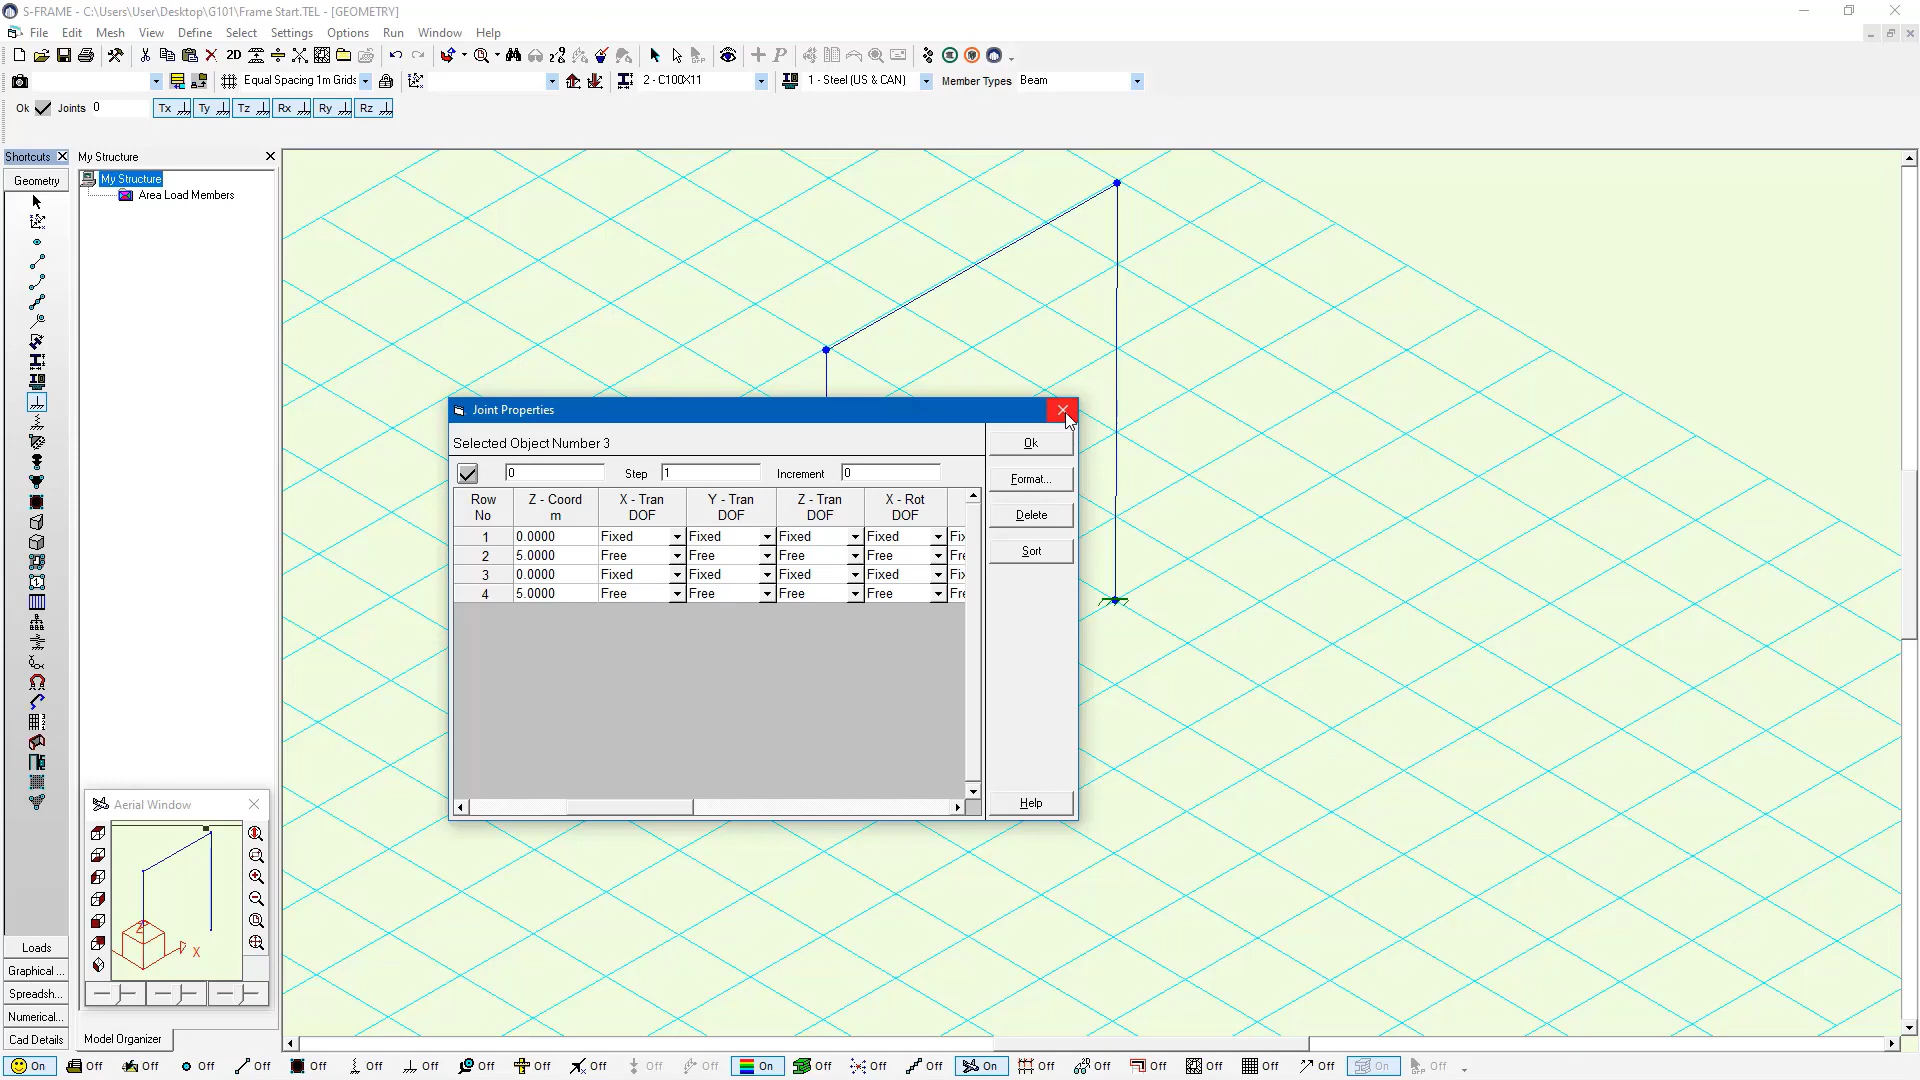 S-FRAME - C:\Users\User\Desktop\G101\Frame Start.TEL - [GEOMETRY]
File Edit Mesh View Define Select Settings Options Run Window Help
2D
Equal Spacing 1m Grids 2 - C100X11 1 - Steel (US & CAN) Member Types Beam
Ok Joints 0 Tx Ty Tz Rx Ry Rz
Shortcuts My Structure
Geometry My Structure
Area Load Members
Joint Properties
Selected Object Number 3 Ok
0 Step 1 Increment 0 Format...
Row No Z - Coord m X - Tran DOF Y - Tran DOF Z - Tran DOF X - Rot DOF
Delete
1 0.0000 Fixed Fixed Fixed Fixed Fix
Sort
2 5.0000 Free Free Free Free Fre
3 0.0000 Fixed Fixed Fixed Fixed Fix
4 5.0000 Free Free Free Free Fre
Help
Aerial Window
Z
X
Loads
Graphical ...
Spreadsh...
Numerical...
Cad Details Model Organizer
On Off Off Off Off Off Off Off Off Off Off Off Off On Off Off Off On Off Off Off Off Off Off On Off